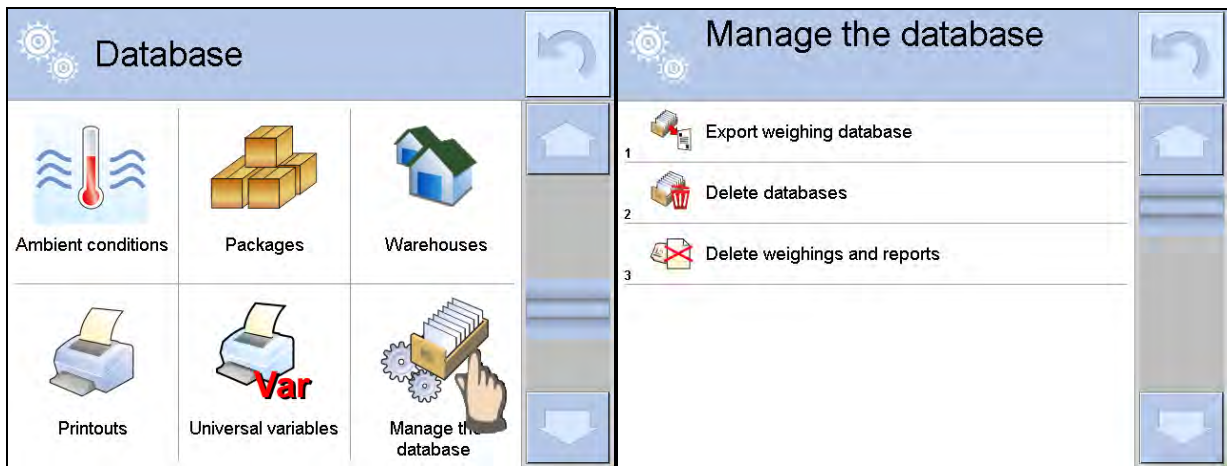 Database
Ambient conditions
Packages
Warehouses
Printouts
Var
Universal variables
Manage the
database
Manage the database
1 Export weighing database
2 Delete databases
3 Delete weighings and reports